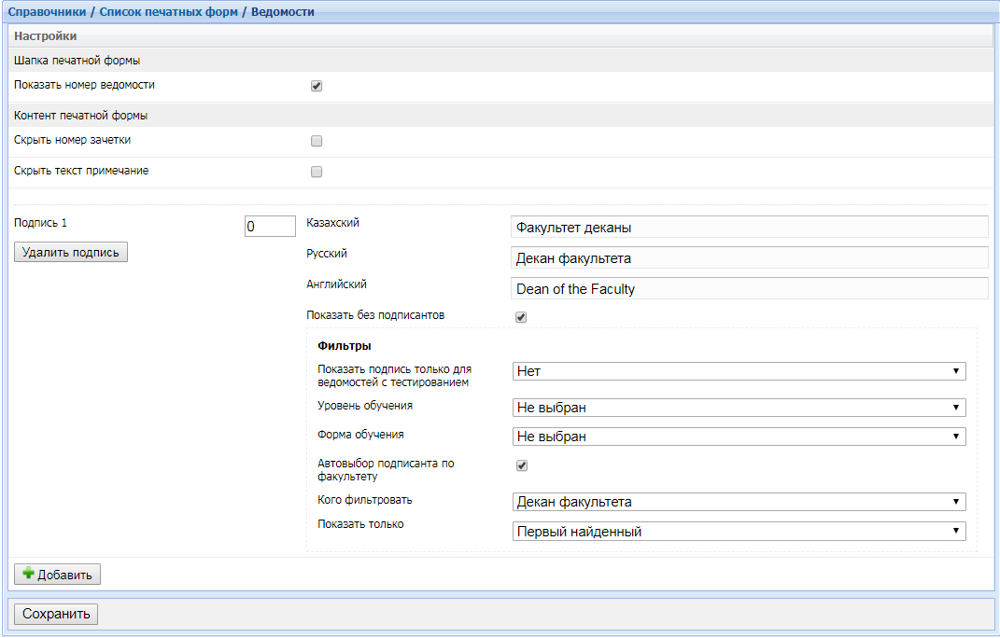 Справочники / Список печатных форм / Ведомости
Настройки
Шапка печатной формы
Показать номер ведомости
Контент печатной формы
Скрыть номер зачетки
Скрыть текст примечание
Подпись 1
0
Казахский
Факультет деканы
Удалить подпись
Русский
Декан факультета
Английский
Dean of the Faculty
Показать без подписантов
Фильтры
Показать подпись только для
ведомостей с тестированием
Нет
Уровень обучения
Не выбран
Форма обучения
Не выбран
Автовыбор подписанта по
факультету
Кого фильтровать
Декан факультета
Показать только
Первый найденный
Добавить
Сохранить